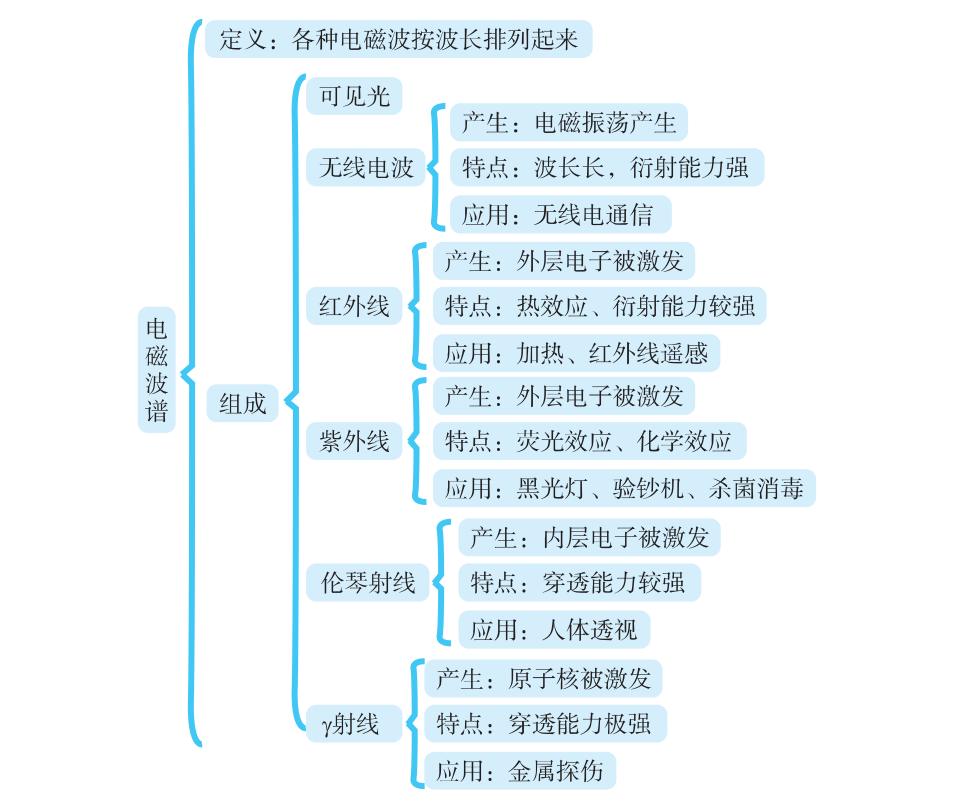 电磁波谱
定义：各种电磁波按波长排列起来
组成
可见光
无线电波
产生：电磁振荡产生
特点：波长长，衍射能力强
应用：无线电通信
红外线
产生：外层电子被激发
特点：热效应、衍射能力较强
应用：加热、红外线遥感
紫外线
产生：外层电子被激发
特点：荧光效应、化学效应
应用：黑光灯、验钞机、杀菌消毒
伦琴射线
产生：内层电子被激发
特点：穿透能力较强
应用：人体透视
γ射线
产生：原子核被激发
特点：穿透能力极强
应用：金属探伤